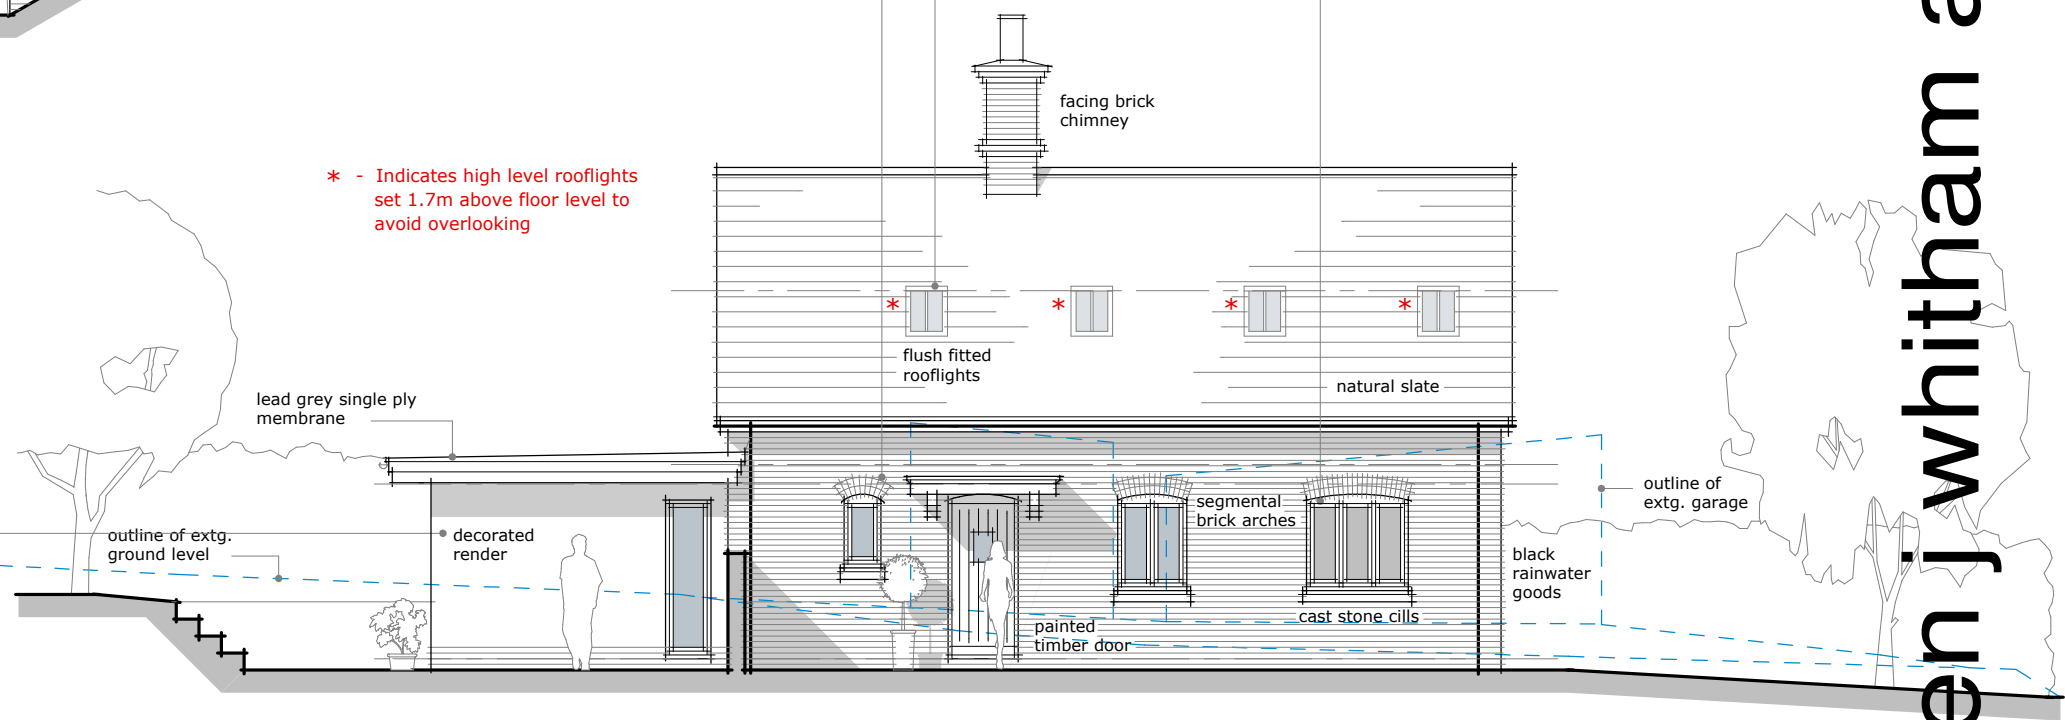 facing brick
chimney
* - Indicates high level rooflights
set 1.7m above floor level to
avoid overlooking
*
*
*
*
flush fitted
rooflights
natural slate
lead grey single ply
membrane
outline of extg.
ground level
decorated
render
segmental
brick arches
outline of
extg. garage
black
rainwater
goods
cast stone cills
painted
timber door
en j whitham a